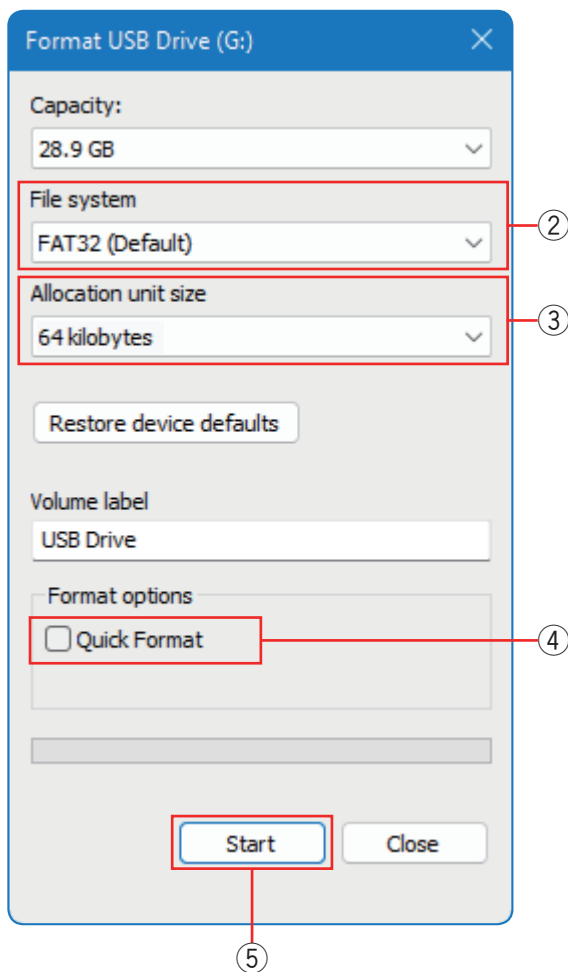 Format USB Drive (G:)
Capacity:
28.9 GB
File system
FAT32 (Default)
②
Allocation unit size
64 kilobytes
③
Restore device defaults
Volume label
USB Drive
Format options
Quick Format
④
Start
Close
⑤